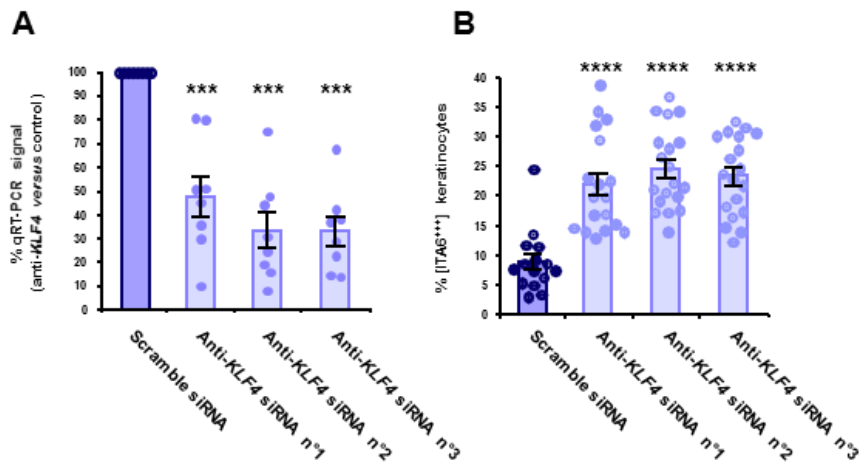 A
% qRT-PCR signal
(anti-KLF4 versus control)
100
90
80
70
60
50
40
30
20
10
0
***
***
***
Scramble siRNA
Anti-KLF4 siRNA n°1
Anti-KLF4 siRNA n°2
Anti-KLF4 siRNA n°3
B
% [ITA6+++] keratinocytes
40
35
30
25
20
15
10
5
0
****
****
****
Scramble siRNA
Anti-KLF4 siRNA n°1
Anti-KLF4 siRNA n°2
Anti-KLF4 siRNA n°3